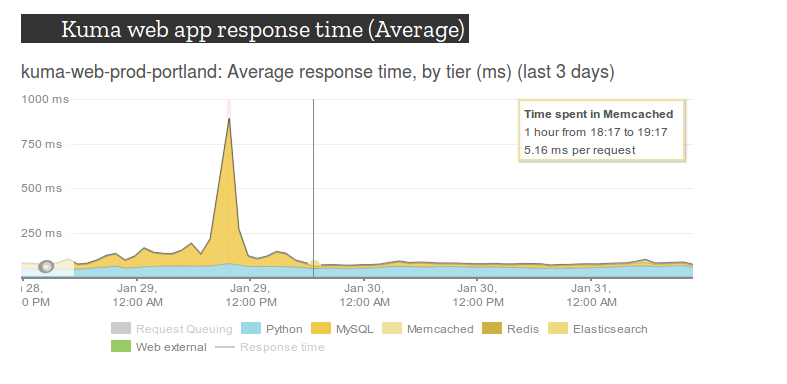 Kuma web app response time (Average)
kuma-web-prod-portland: Average response time, by tier (ms) (last 3 days)
1000 ms
Time spent in Memcached
1 hour from 18:17 to 19:17
5.16 ms per request
750 ms
500 ms
250 ms
28, Jan 29, Jan 29, Jan 30, Jan 30, Jan 31,
0 PM 12:00 AM 12:00 PM 12:00 AM 12:00 PM 12:00 AM
Request Queuing Python MySQL Memcached Redis Elasticsearch
Web external Response time